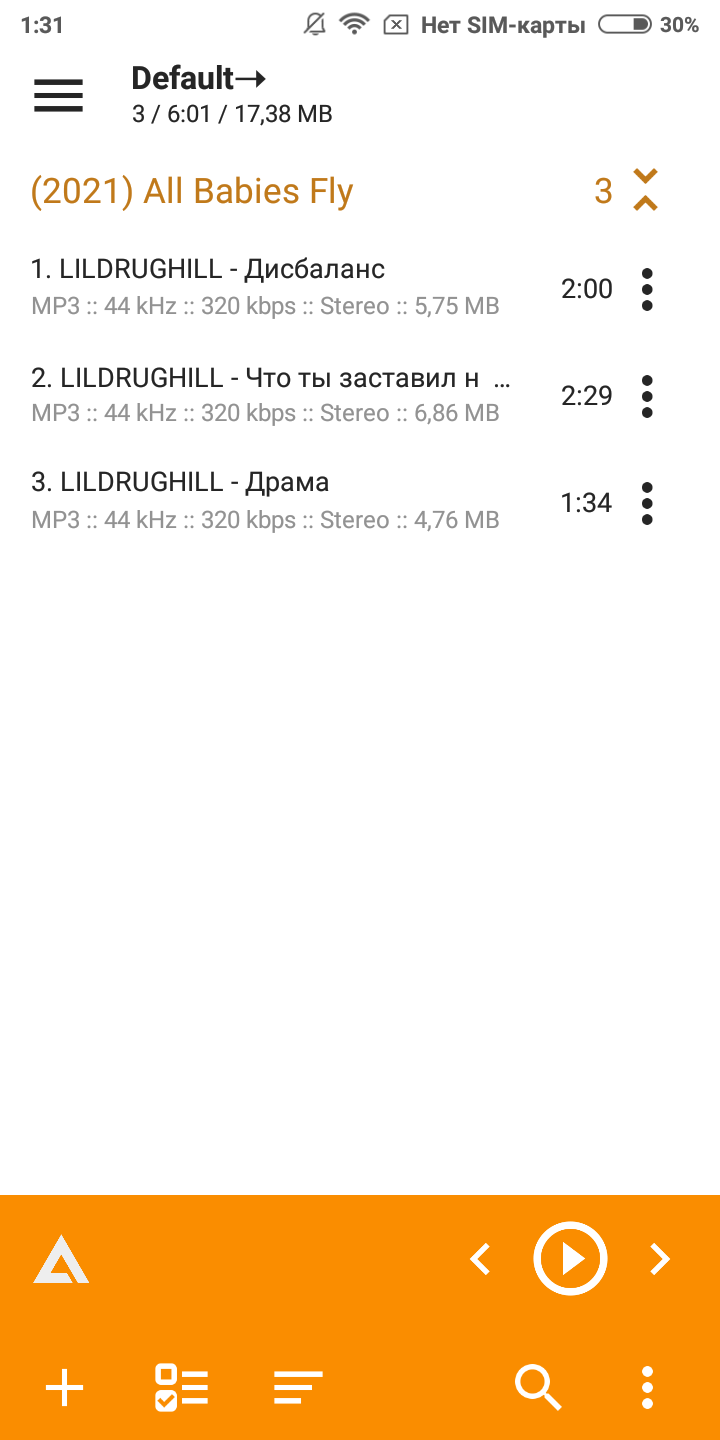 1:31 Нет SIM-карты 30%
Default→
3 / 6:01 / 17,38 MB
(2021) All Babies Fly 3
1. LILDRUGHILL - Дисбаланс
2:00
MP3 :: 44 kHz :: 320 kbps :: Stereo :: 5,75 MB
2. LILDRUGHILL - Что ты заставил н ...
2:29
MP3 :: 44 kHz :: 320 kbps :: Stereo :: 6,86 MB
3. LILDRUGHILL - Драма
1:34
MP3 :: 44 kHz :: 320 kbps :: Stereo :: 4,76 MB